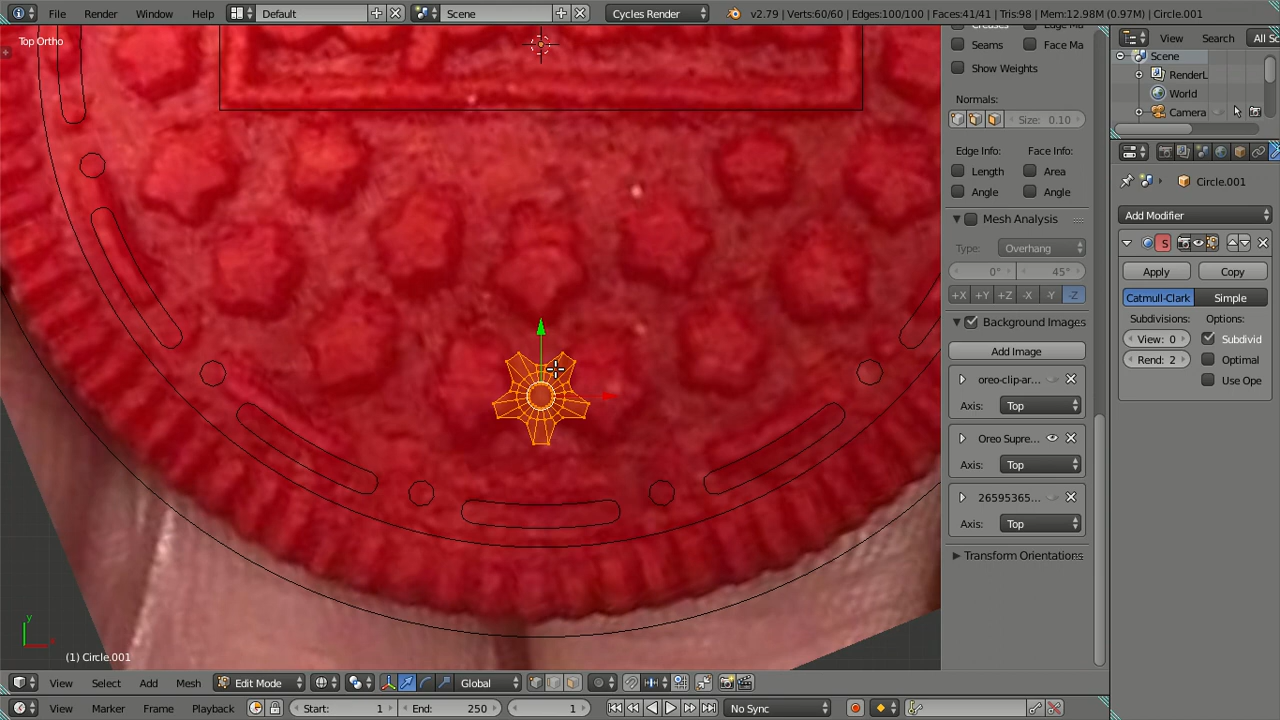 File Render Window Help Default Scene Cycles Render v2.79 | Verts:60/60 | Edges:100/100 | Faces:41/41 | Tris:98 | Mem:12.98M (0.97M) | Circle.001
Top Ortho
Creases Edge Ma
Seams Face Ma
Show Weights
Normals:
Size: 0.10
Edge Info: Face Info:
Length Area
Angle Angle
Mesh Analysis
Type: Overhang
0° 45°
+X +Y +Z -X -Y -Z
Background Images
Add Image
oreo-clip-ar...
Axis: Top
Oreo Supre...
Axis: Top
26595365...
Axis: Top
Transform Orientations
View Search All Sc
Scene
RenderL
World
Camera
Circle.001
Add Modifier
S
Apply Copy
Catmull-Clark Simple
Subdivisions: Options:
View: 0 Subdivid
Rend: 2 Optimal
Use Ope
y
(1) Circle.001
View Select Add Mesh Edit Mode Global
View Marker Frame Playback Start: 1 End: 250 1 No Sync